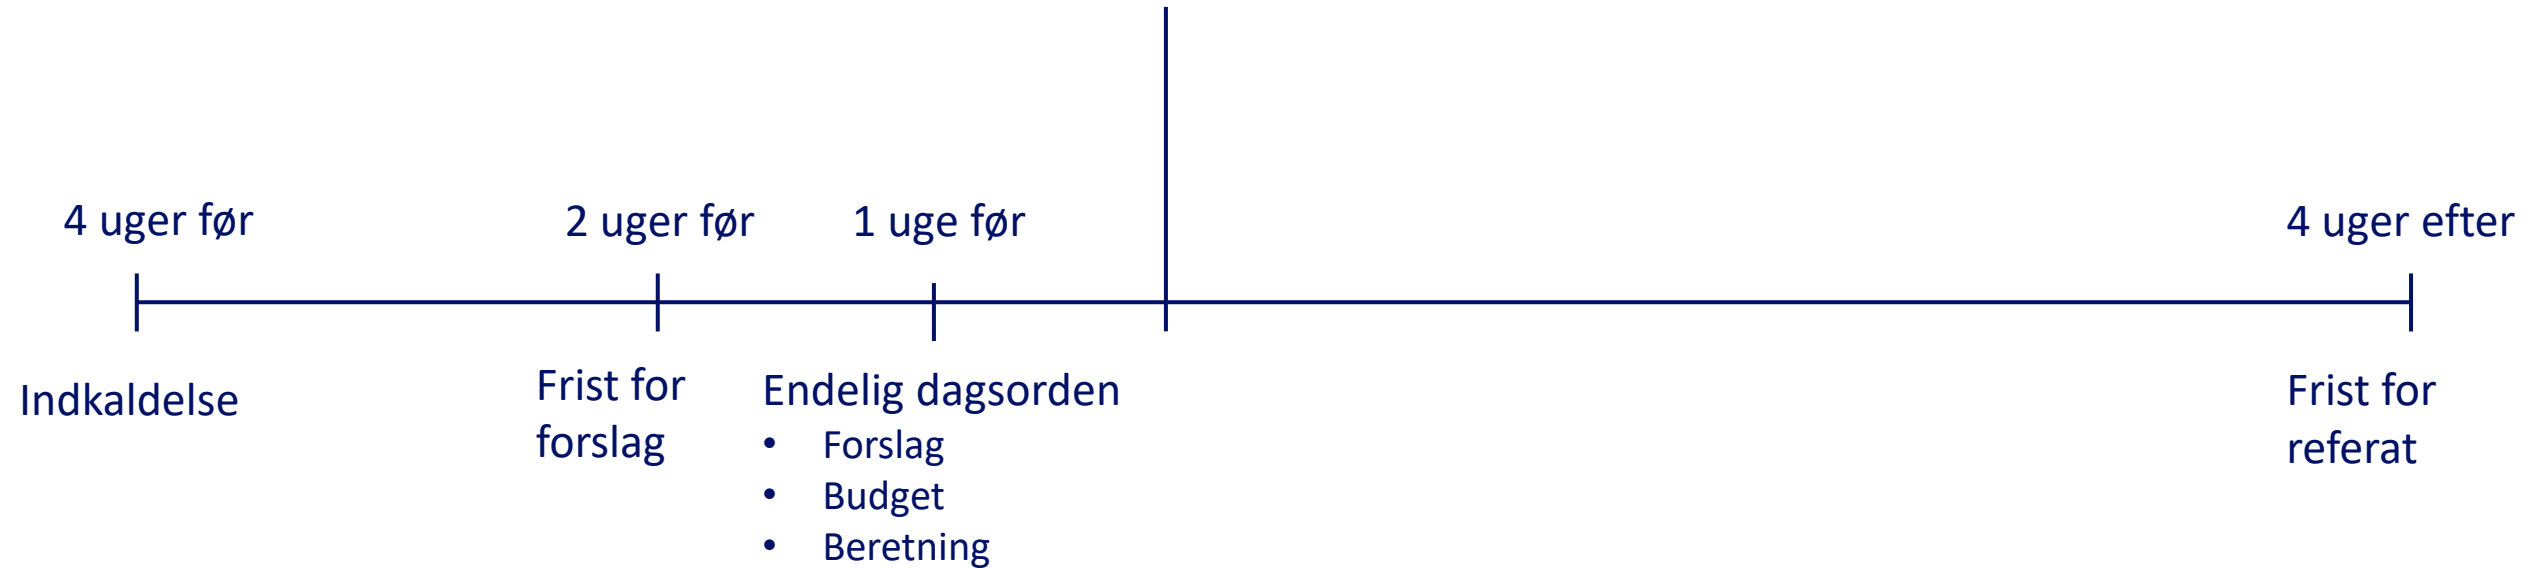 4 uger før
2 uger før
1 uge før
4 uger efter
Indkaldelse
Frist for
forslag
Endelig dagsorden
• Forslag
• Budget
• Beretning
Frist for
referat